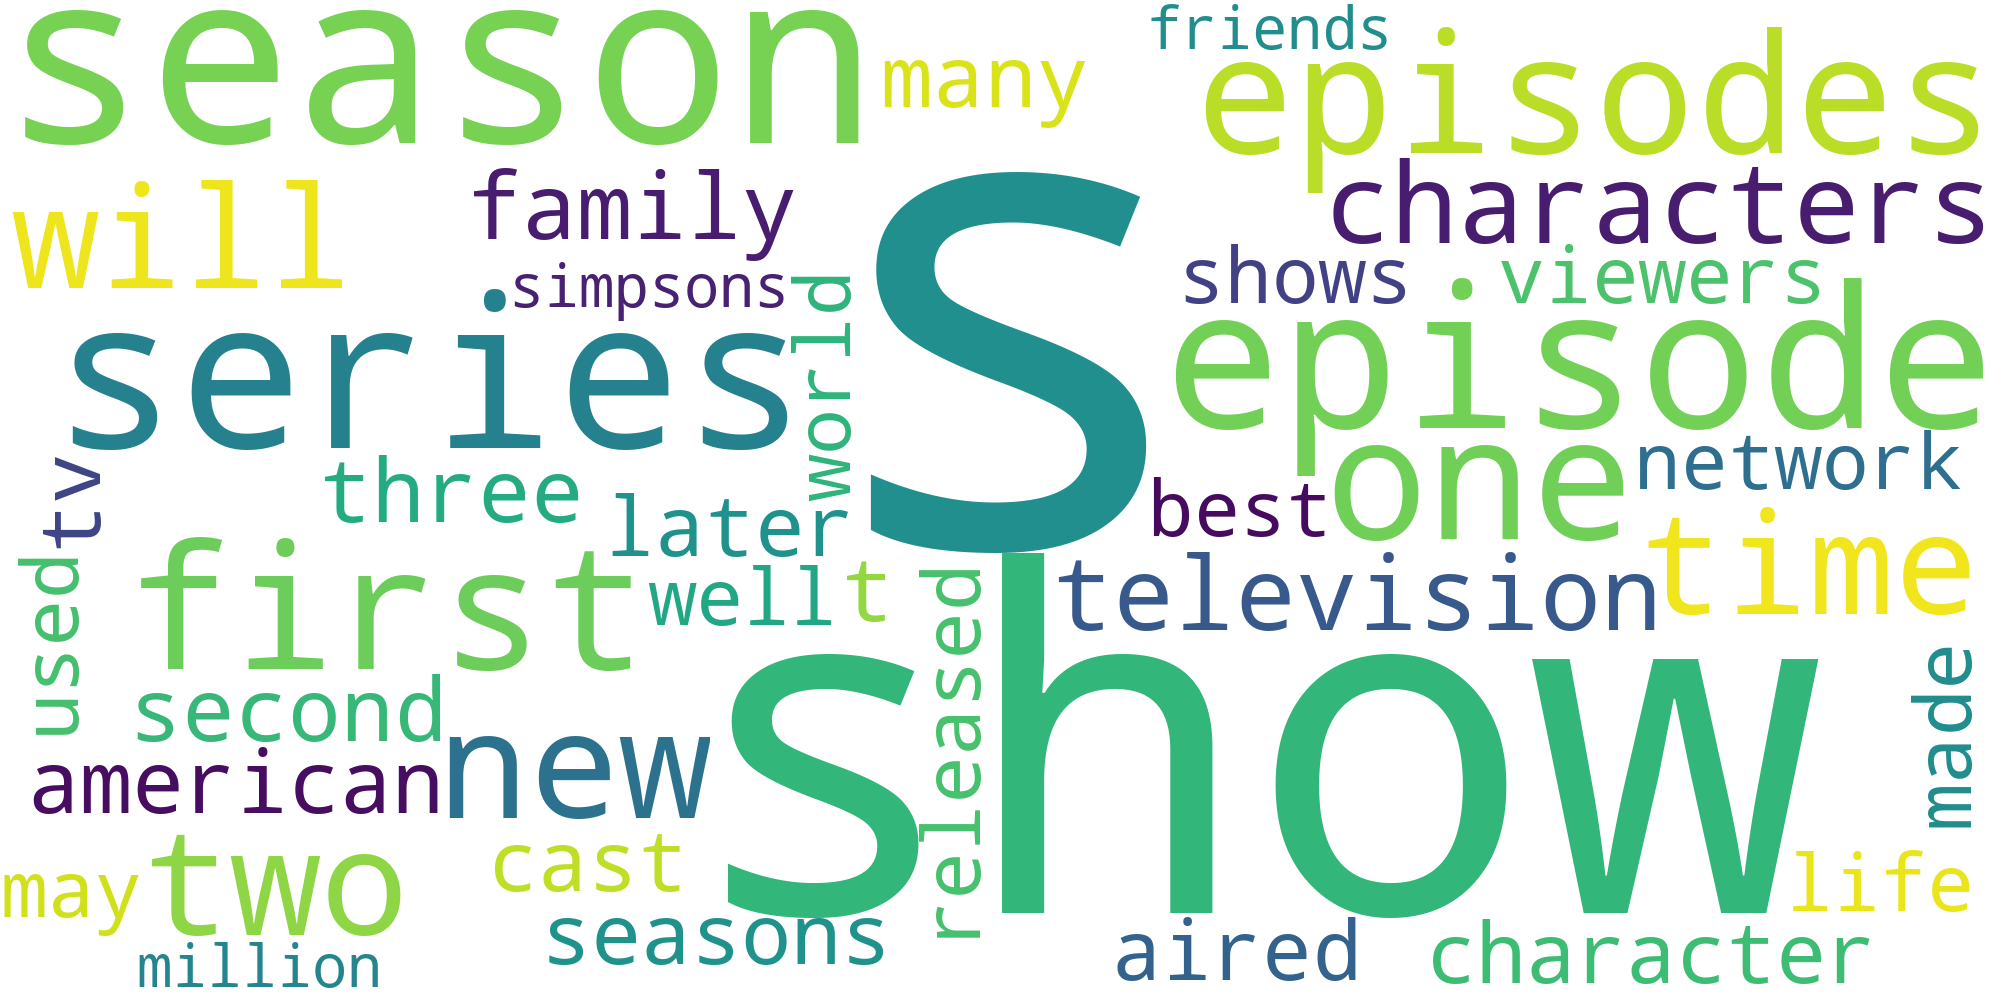 season
many
friends
episodes
will
family
characters
simpsons
world
s
shows
viewers
series
episode
tv
three
later
best
one
network
used
first
well
t
released
television
time
second
new
show
made
american
may
two
cast
life
million
seasons
aired
character